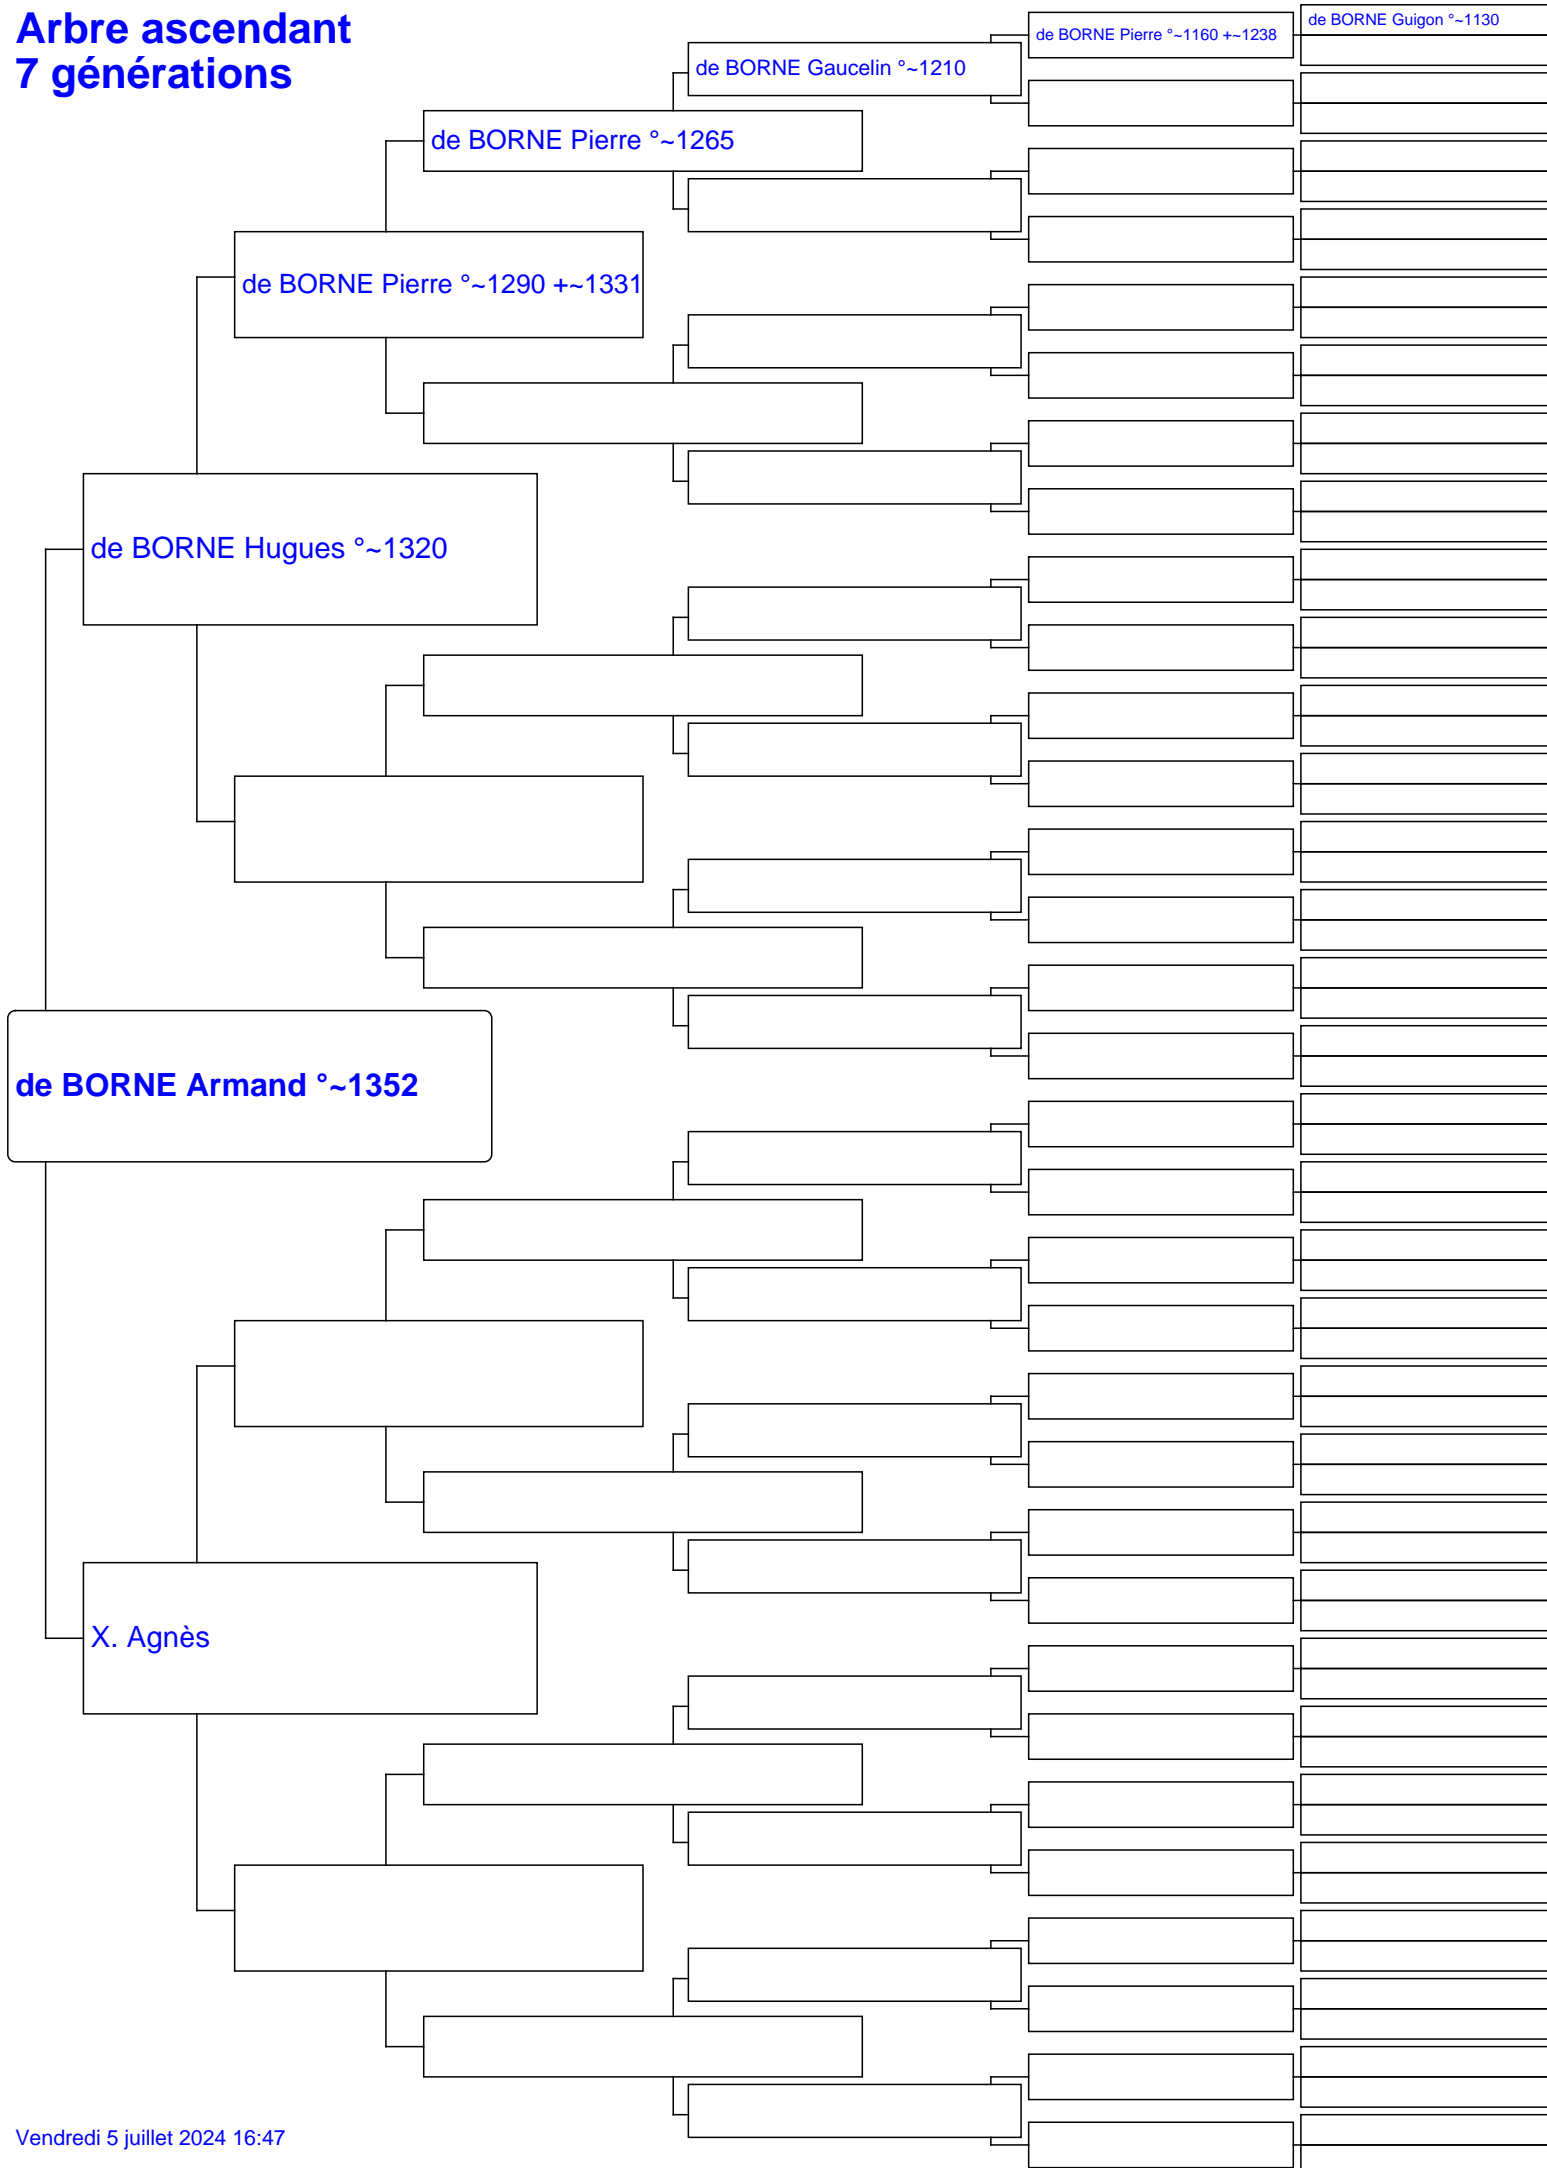 Arbre ascendant
7 générations
de BORNE Guigon °~1130
de BORNE Pierre °~1160 +~1238
de BORNE Gaucelin °~1210
de BORNE Pierre °~1265
de BORNE Pierre °~1290 +~1331
de BORNE Hugues °~1320
de BORNE Armand °~1352
X. Agnès
Vendredi 5 juillet 2024 16:47